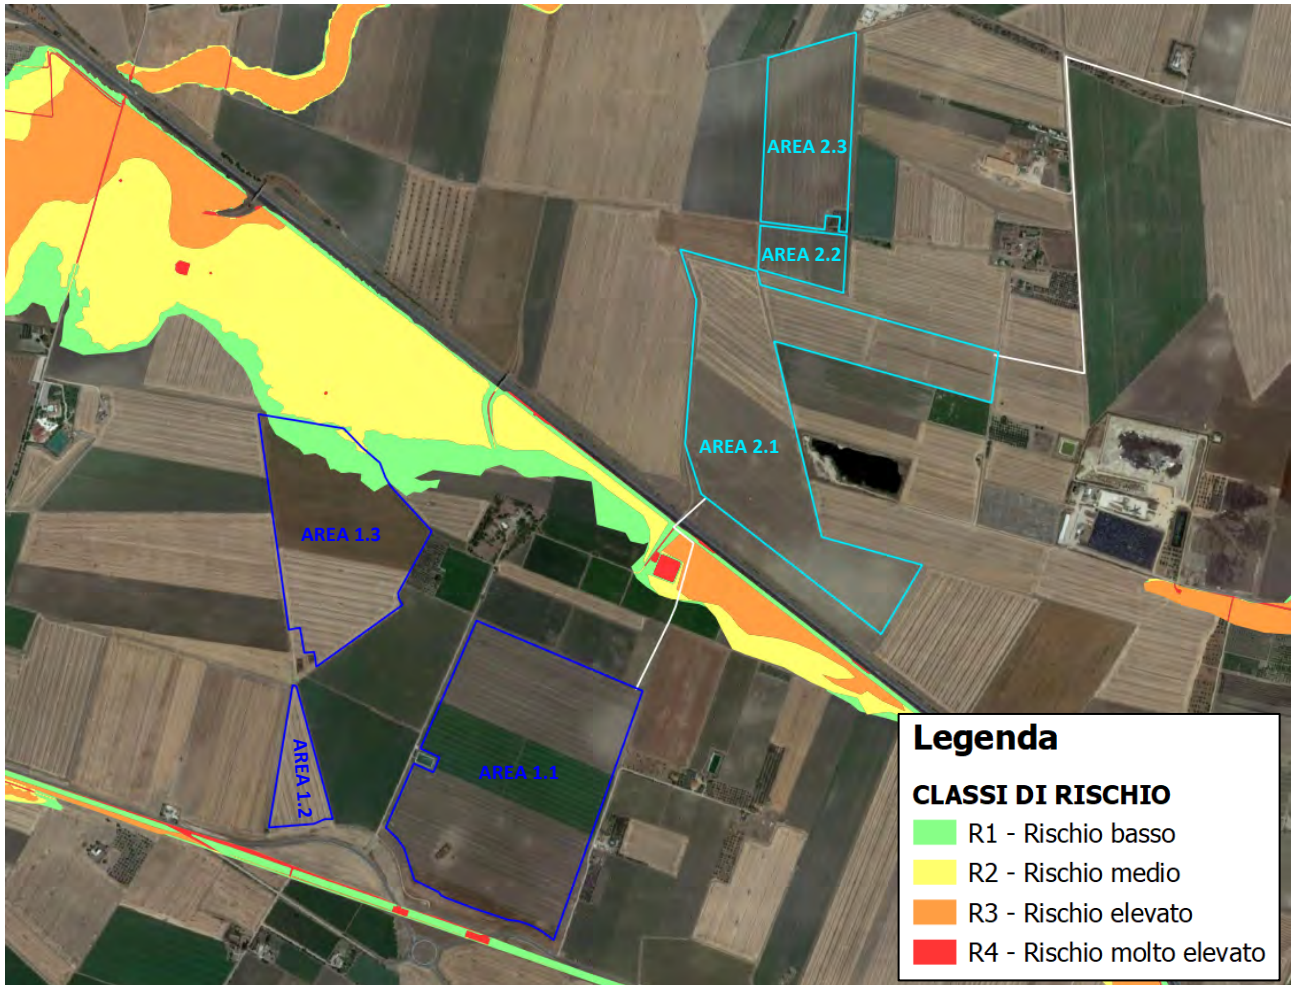 AREA 2.3
AREA 2.2
AREA 2.1
AREA 1.3
AREA 1.2
AREA 1.1
Legenda
CLASSI DI RISCHIO
R1 - Rischio basso
R2 - Rischio medio
R3 - Rischio elevato
R4 - Rischio molto elevato